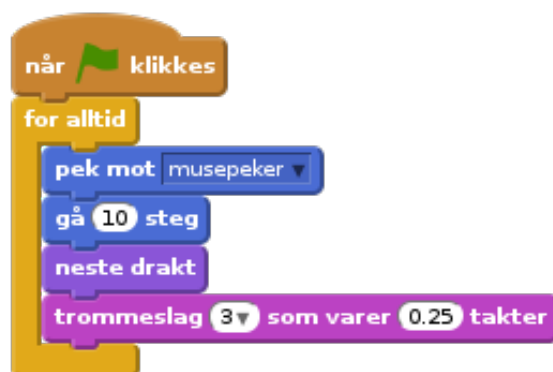 når klikkes
for alltid
pek mot musepeker
gå 10 steg
neste drakt
trommeslag 3 som varer 0.25 takter